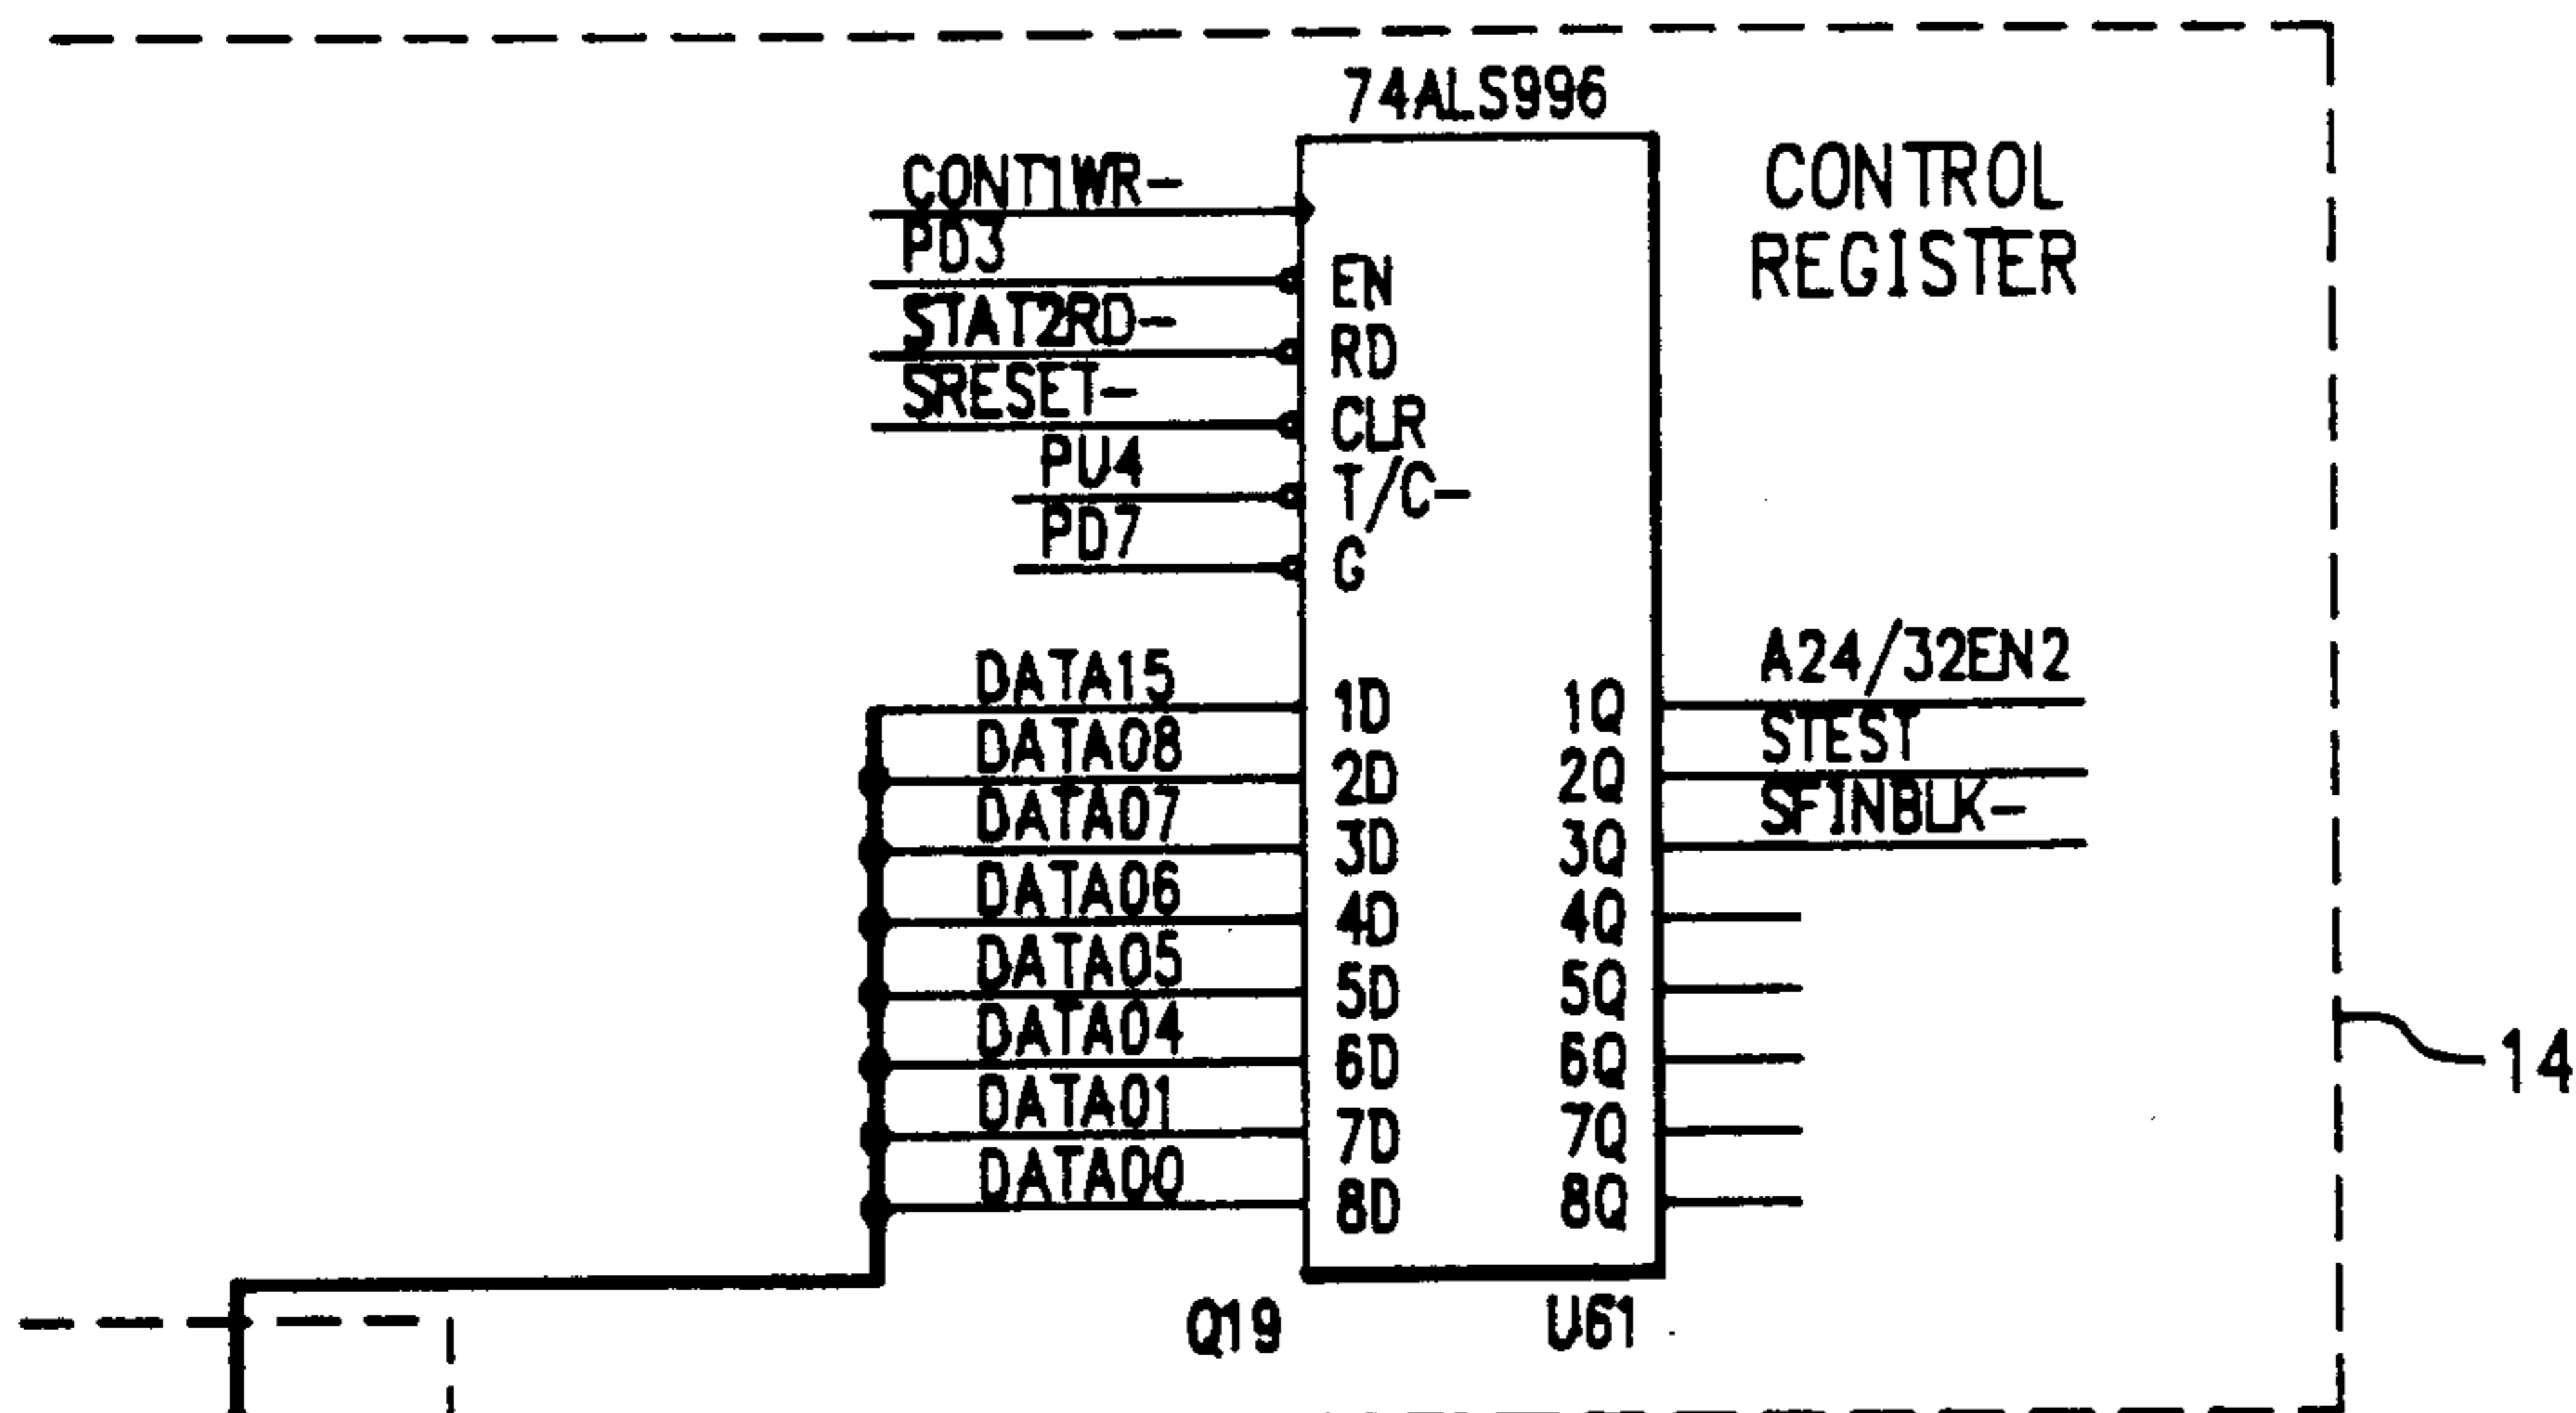 74ALS996
CONTROL
REGISTER
CONT1WR-
PD3
EN
STAT2RD-
RD
SRESET-
CLR
PU4
T/C-
PD7
G
DATA15 1D 1Q A24/32EN2
DATA08 2D 2Q STEST
DATA07 3D 3Q SFINBLK-
DATA06 4D 4Q
DATA05 5D 5Q
DATA04 6D 6Q
DATA01 7D 7Q
DATA00 8D 8Q
14
Q19 U61